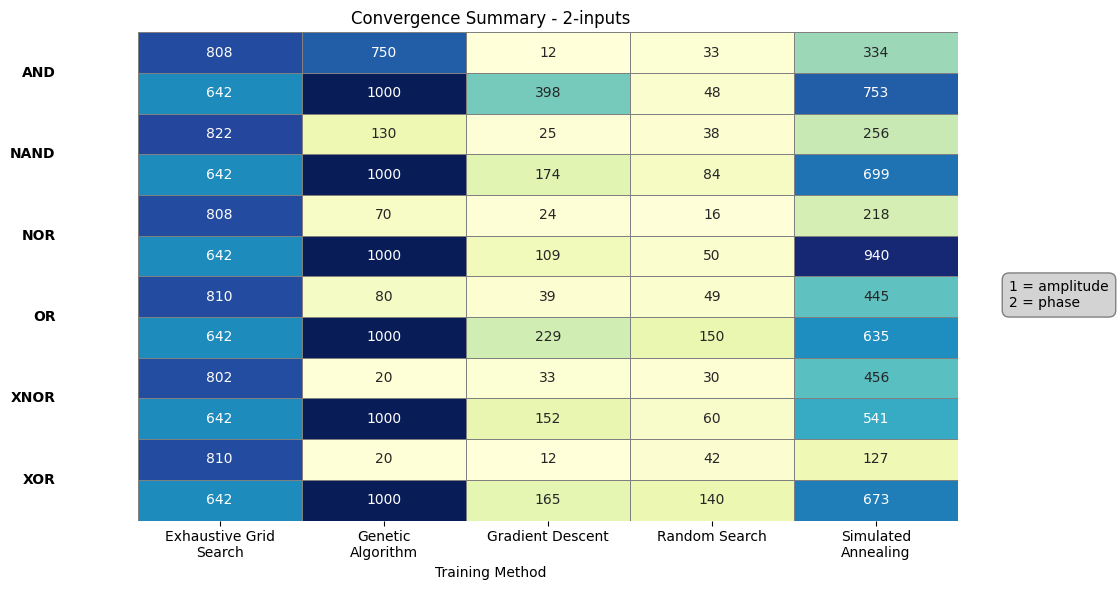 Convergence Summary - 2-inputs
AND
808 750 12 33 334
642 1000 398 48 753
NAND
822 130 25 38 256
642 1000 174 84 699
NOR
808 70 24 16 218
642 1000 109 50 940
OR
810 80 39 49 445
642 1000 229 150 635
XNOR
802 20 33 30 456
642 1000 152 60 541
XOR
810 20 12 42 127
642 1000 165 140 673
1 = amplitude
2 = phase
Exhaustive Grid
Search
Genetic
Algorithm
Gradient Descent
Random Search
Simulated
Annealing
Training Method